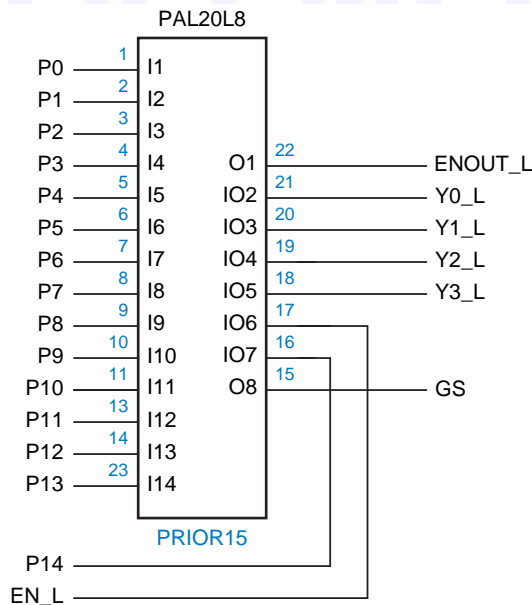 PAL20L8
P0 1 I1
P1 2 I2
P2 3 I3
P3 4 I4 O1 22 ENOUT_L
P4 5 I5 IO2 21 Y0_L
P5 6 I6 IO3 20 Y1_L
P6 7 I7 IO4 19 Y2_L
P7 8 I8 IO5 18 Y3_L
P8 9 I9 IO6 17
P9 10 I10 IO7 16
P10 11 I11 O8 15 GS
P11 13 I12
P12 14 I13
P13 23 I14
PRIOR15
P14
EN_L